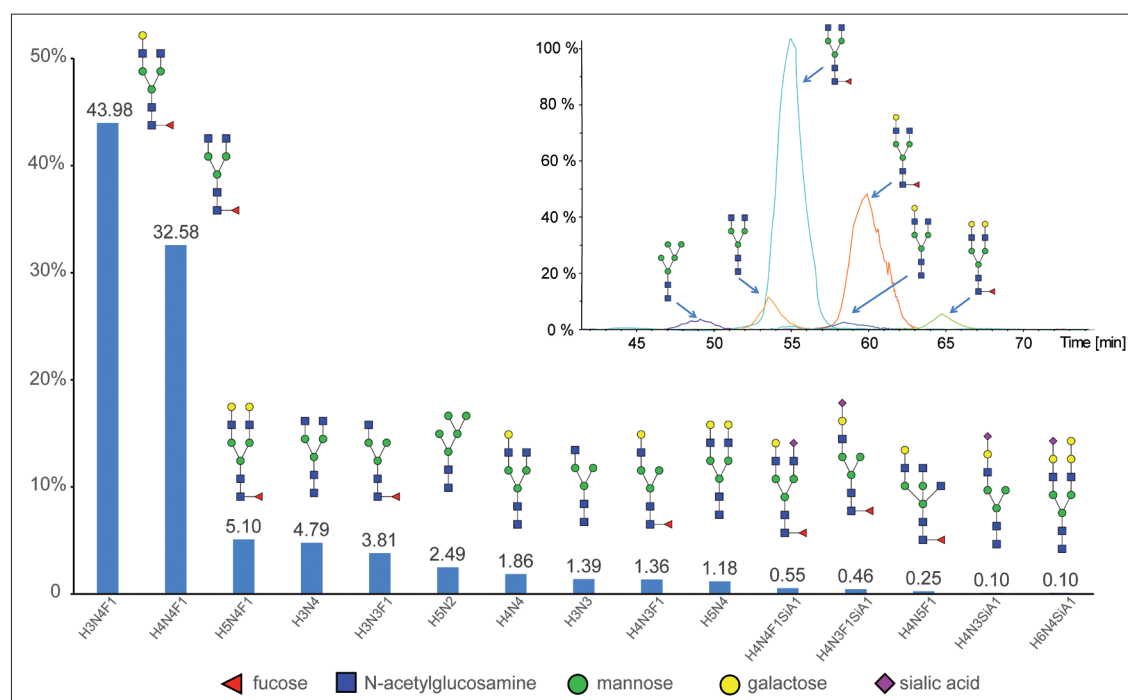 50%
40%
30%
20%
10%
0
43.98
32.58
5.10
4.79
3.81
2.49
1.86
1.39
1.36
1.18
0.55
0.46
0.25
0.10
0.10
H3N4F1
H4N4F1
H5N4F1
H3N4
H3N3F1
H5N2
H4N4
H3N3
H4N3F1
H5N4
H4N4F1SiA1
H4N3F1SiA1
H4N5F1
H4N3SiA1
H6N4SiA1
100 %
80 %
60 %
40 %
20 %
0 %
45
50
55
60
65
70
Time [min]
fucose
N-acetylglucosamine
mannose
galactose
sialic acid